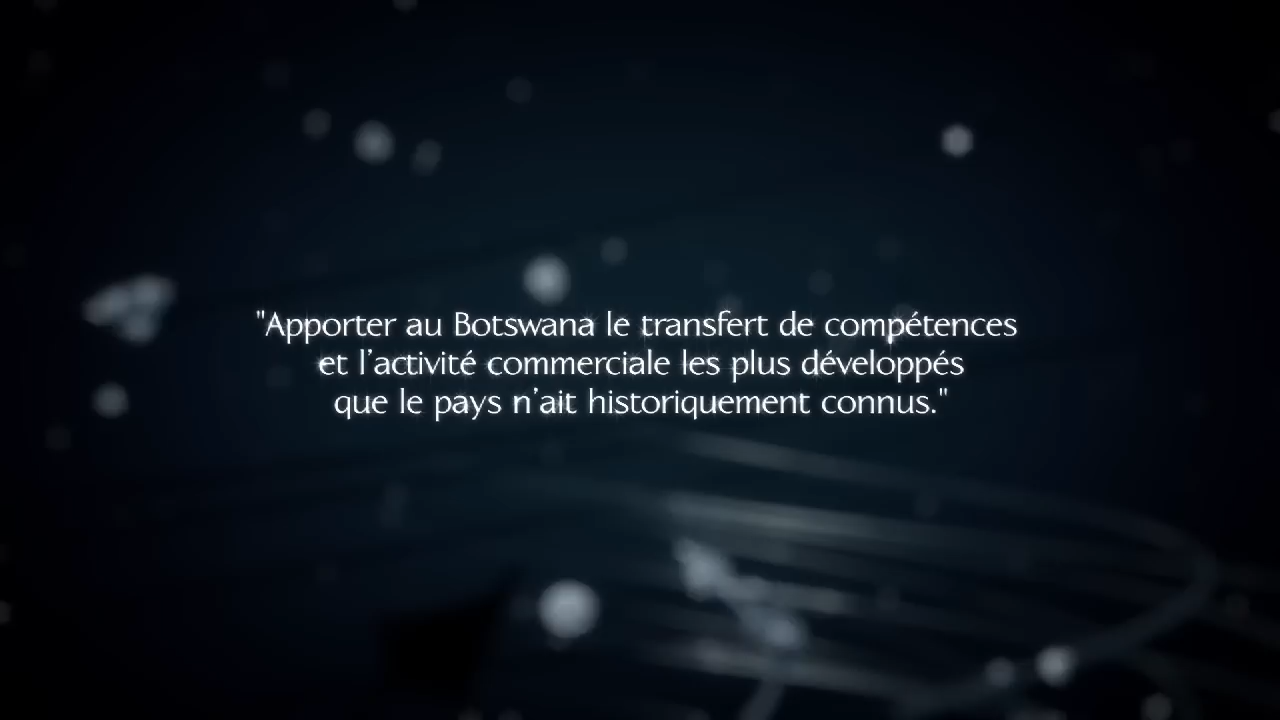 "Apporter au Botswana le transfert de compétences
et l'activité commerciale les plus développés
que le pays n'ait historiquement connus."